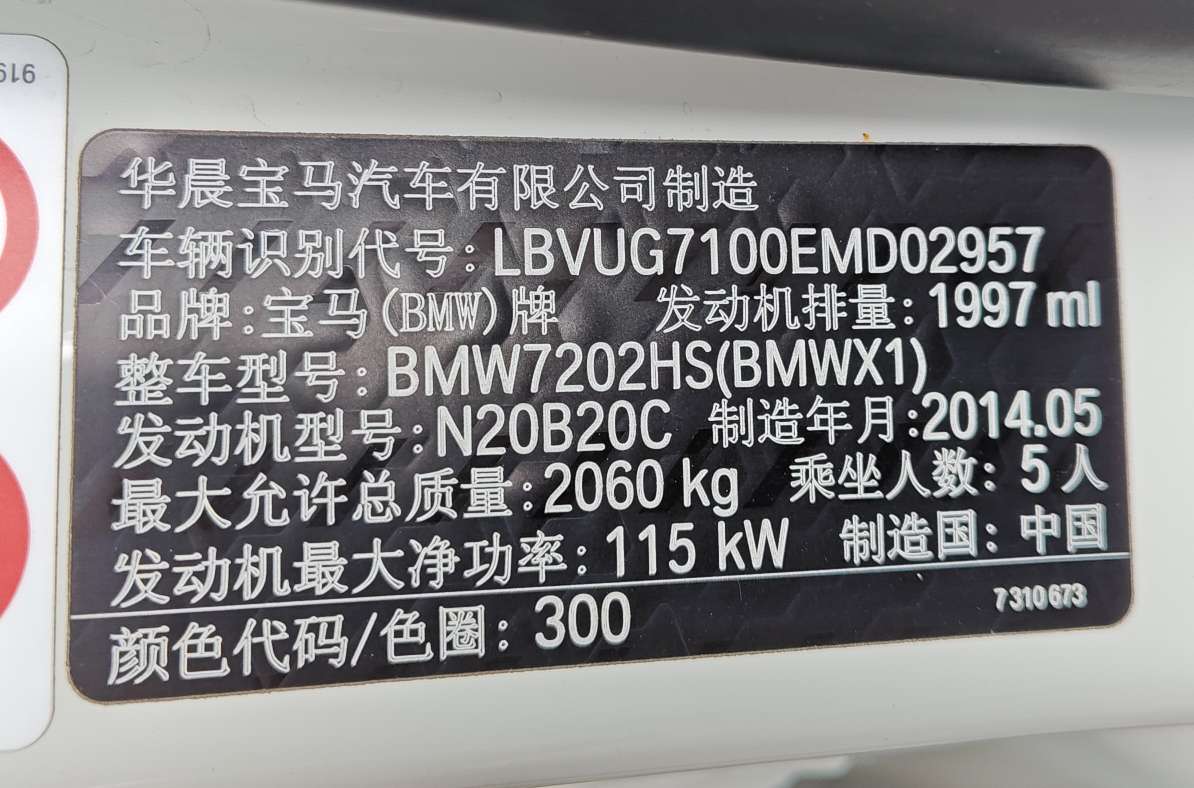 919
华晨宝马汽车有限公司制造
车辆识别代号:LBVUG7100EMD02957
品牌:宝马(BMW)牌 发动机排量:1997 ml
整车型号:BMW7202HS(BMWX1)
发动机型号:N20B20C 制造年月:2014.05
最大允许总质量:2060 kg 乘坐人数:5人
发动机最大净功率:115 kW 制造国:中国
7310673
颜色代码/色圈:300